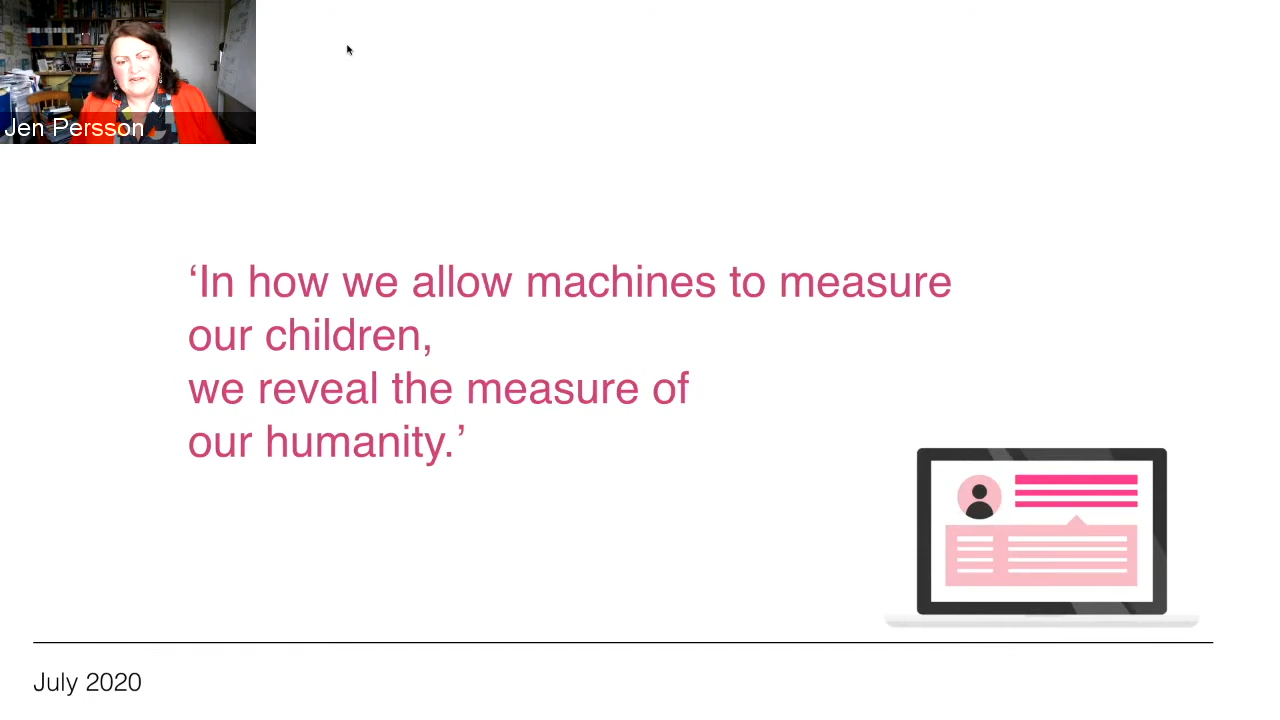 Jen Persson
‘In how we allow machines to measure
our children,
we reveal the measure of
our humanity.’
July 2020